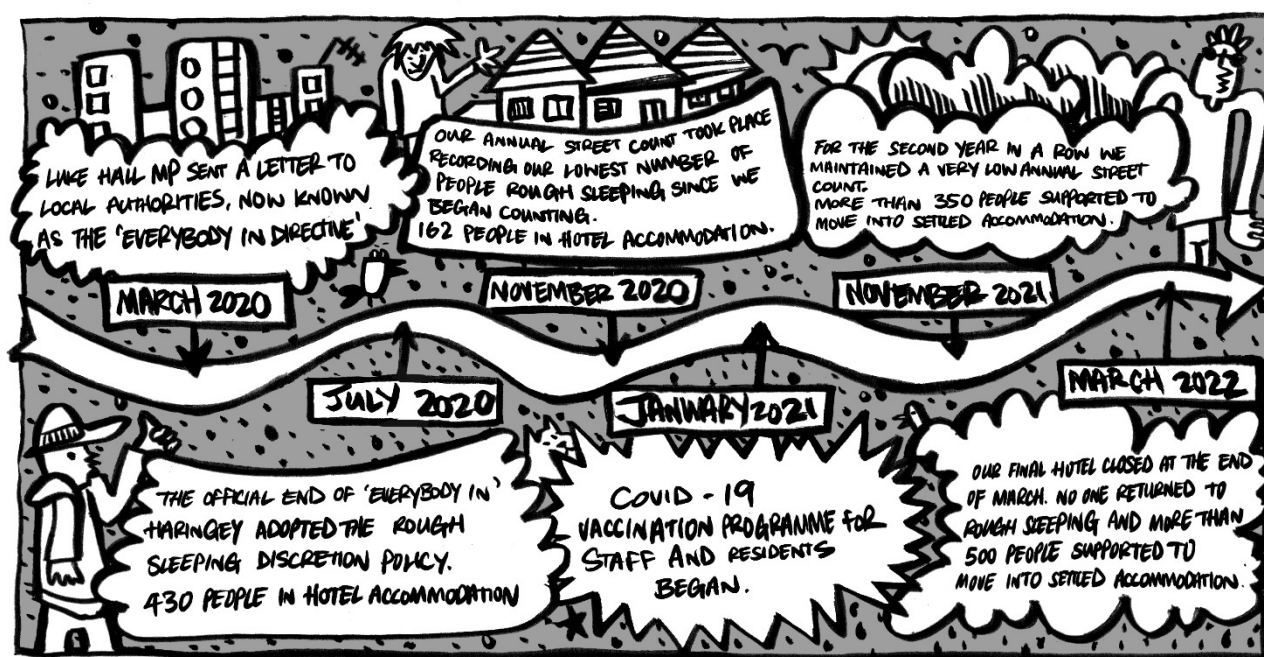 LUKE HALL MP SENT A LETTER TO
LOCAL AUTHORITIES, NOW KNOWN
AS THE 'EVERYBODY IN DIRECTIVE'
MARCH 2020
THE OFFICIAL END OF 'EVERYBODY IN'
HARINGEY ADOPTED THE ROUGH
SLEEPING DISCRETION POLICY.
430 PEOPLE IN HOTEL ACCOMMODATION
JULY 2020
OUR ANNUAL STREET COUNT TOOK PLACE
RECORDING OUR LOWEST NUMBER OF
PEOPLE ROUGH SLEEPING SINCE WE
BEGAN COUNTING.
162 PEOPLE IN HOTEL ACCOMMODATION.
NOVEMBER 2020
COVID - 19
VACCINATION PROGRAMME FOR
STAFF AND RESIDENTS
BEGAN.
JANUARY 2021
FOR THE SECOND YEAR IN A ROW WE
MAINTAINED A VERY LOW ANNUAL STREET
COUNT.
MORE THAN 350 PEOPLE SUPPORTED TO
MOVE INTO SETTLED ACCOMMODATION.
NOVEMBER 2021
OUR FINAL HOTEL CLOSED AT THE END
OF MARCH. NO ONE RETURNED TO
ROUGH SLEEPING AND MORE THAN
500 PEOPLE SUPPORTED TO
MOVE INTO SETTLED ACCOMMODATION.
MARCH 2022